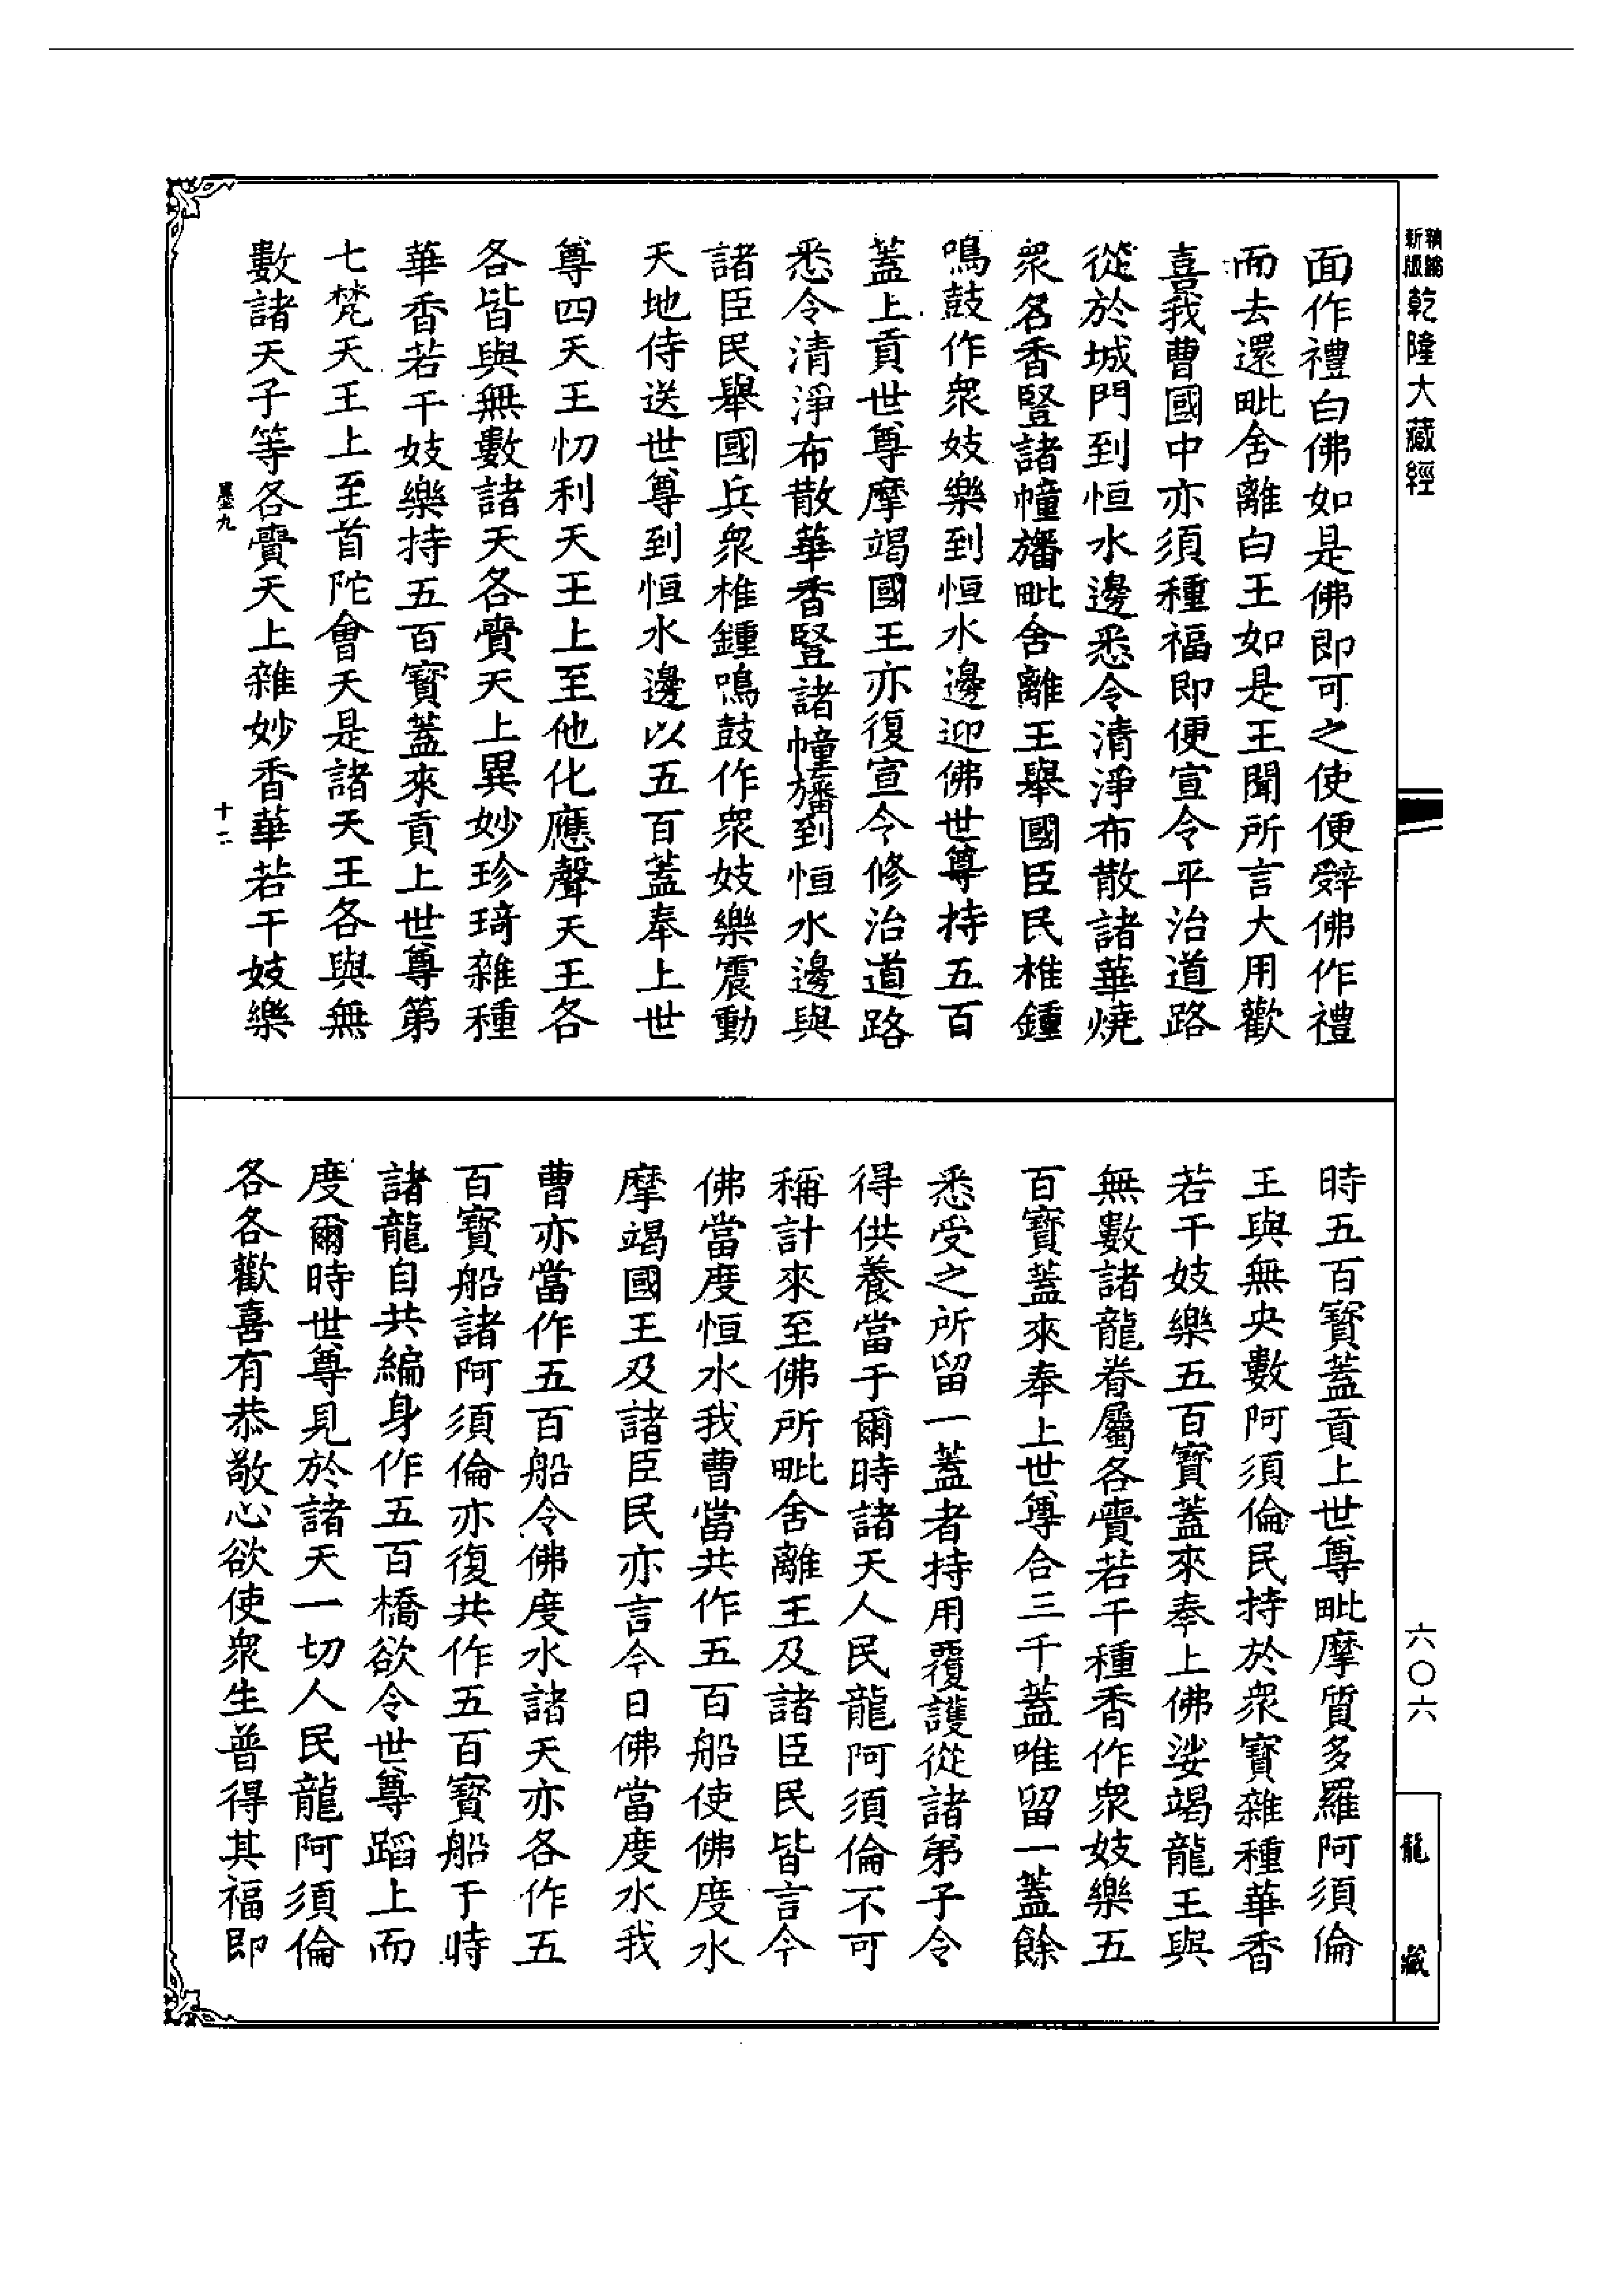 新編縮版乾隆大藏經
面作禮白佛如是佛即可之使便辭佛作禮
而去還毗舍離白王如是王聞所言大用歡
喜我曹國中亦須種福即便宣令平治道路
從於城門到恒水邊悉令清淨布散諸華燒
衆名香豎諸幢旛毗舍離王舉國臣民椎鍾
鳴鼓作衆妓樂到恒水邊迎佛世尊持五百
蓋上貢世尊摩竭國王亦復宣令修治道路
悉令清淨布散華香豎諸幢旛到恒水邊與
諸臣民舉國兵衆椎鍾鳴鼓作衆妓樂震動
天地侍送世尊到恒水邊以五百蓋奉上世
尊四天王忉利天王上至他化應聲天王各
各皆與無數諸天各齎天上異妙珍琦雜種
華香若干妓樂持五百寶蓋來貢上世尊第
七梵天王上至首陀會天是諸天王各與無
數諸天子等各齎天上雜妙香華若干妓樂
墨九
十二
時五百寶蓋貢上世尊毗摩質多羅阿須倫
王與無央數阿須倫民持於衆寶雜種華香
若干妓樂五百寶蓋來奉上佛娑竭龍王與
無數諸龍眷屬各齎若干種香作衆妓樂五
百寶蓋來奉上世尊合三千蓋唯留一蓋餘
悉受之所留一蓋者持用覆護從諸弟子令
得供養當于爾時諸天人民龍阿須倫不可
稱計來至佛所毗舍離王及諸臣民皆言今
佛當度恒水我曹當共作五百船使佛度水
摩竭國王及諸臣民亦言今日佛當度水我
曹亦當作五百船令佛度水諸天亦各作五
百寶船諸阿須倫亦復共作五百寶船于時
諸龍自共編身作五百橋欲令世尊蹈上而
度爾時世尊見於諸天一切人民龍阿須倫
各各歡喜有恭敬心欲使衆生普得其福即
六〇六
龍藏